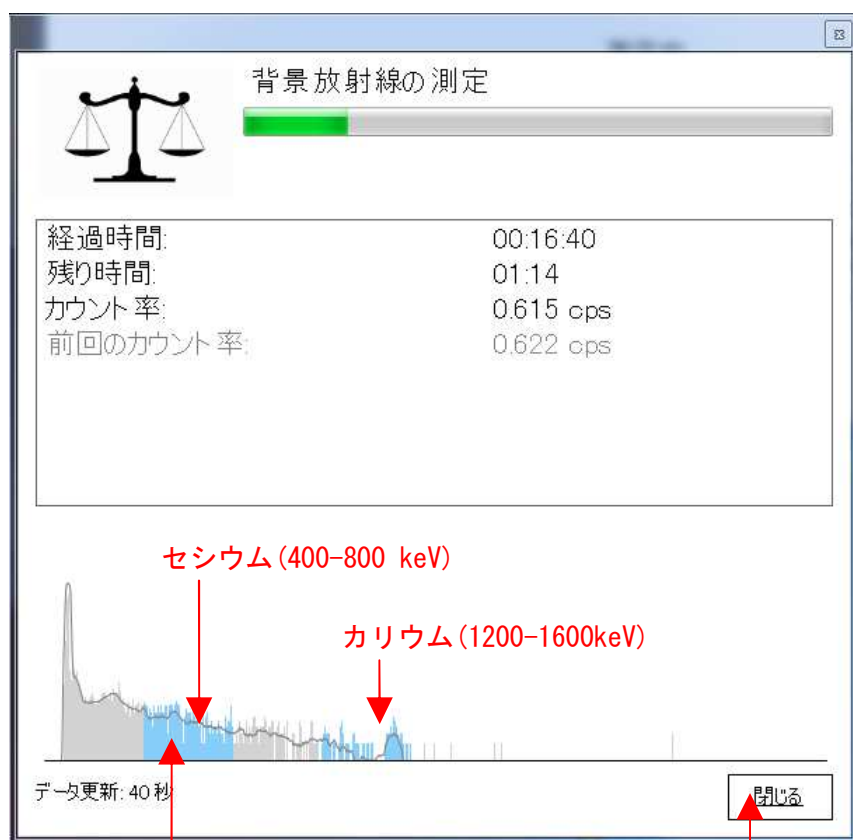 背景放射線の測定
経過時間: 00:16:40
残り時間: 01:14
カウント率: 0.615 cps
前回のカウント率: 0.622 cps
セシウム(400-800 keV)
カリウム(1200-1600keV)
データ更新: 40 秒
閉じる